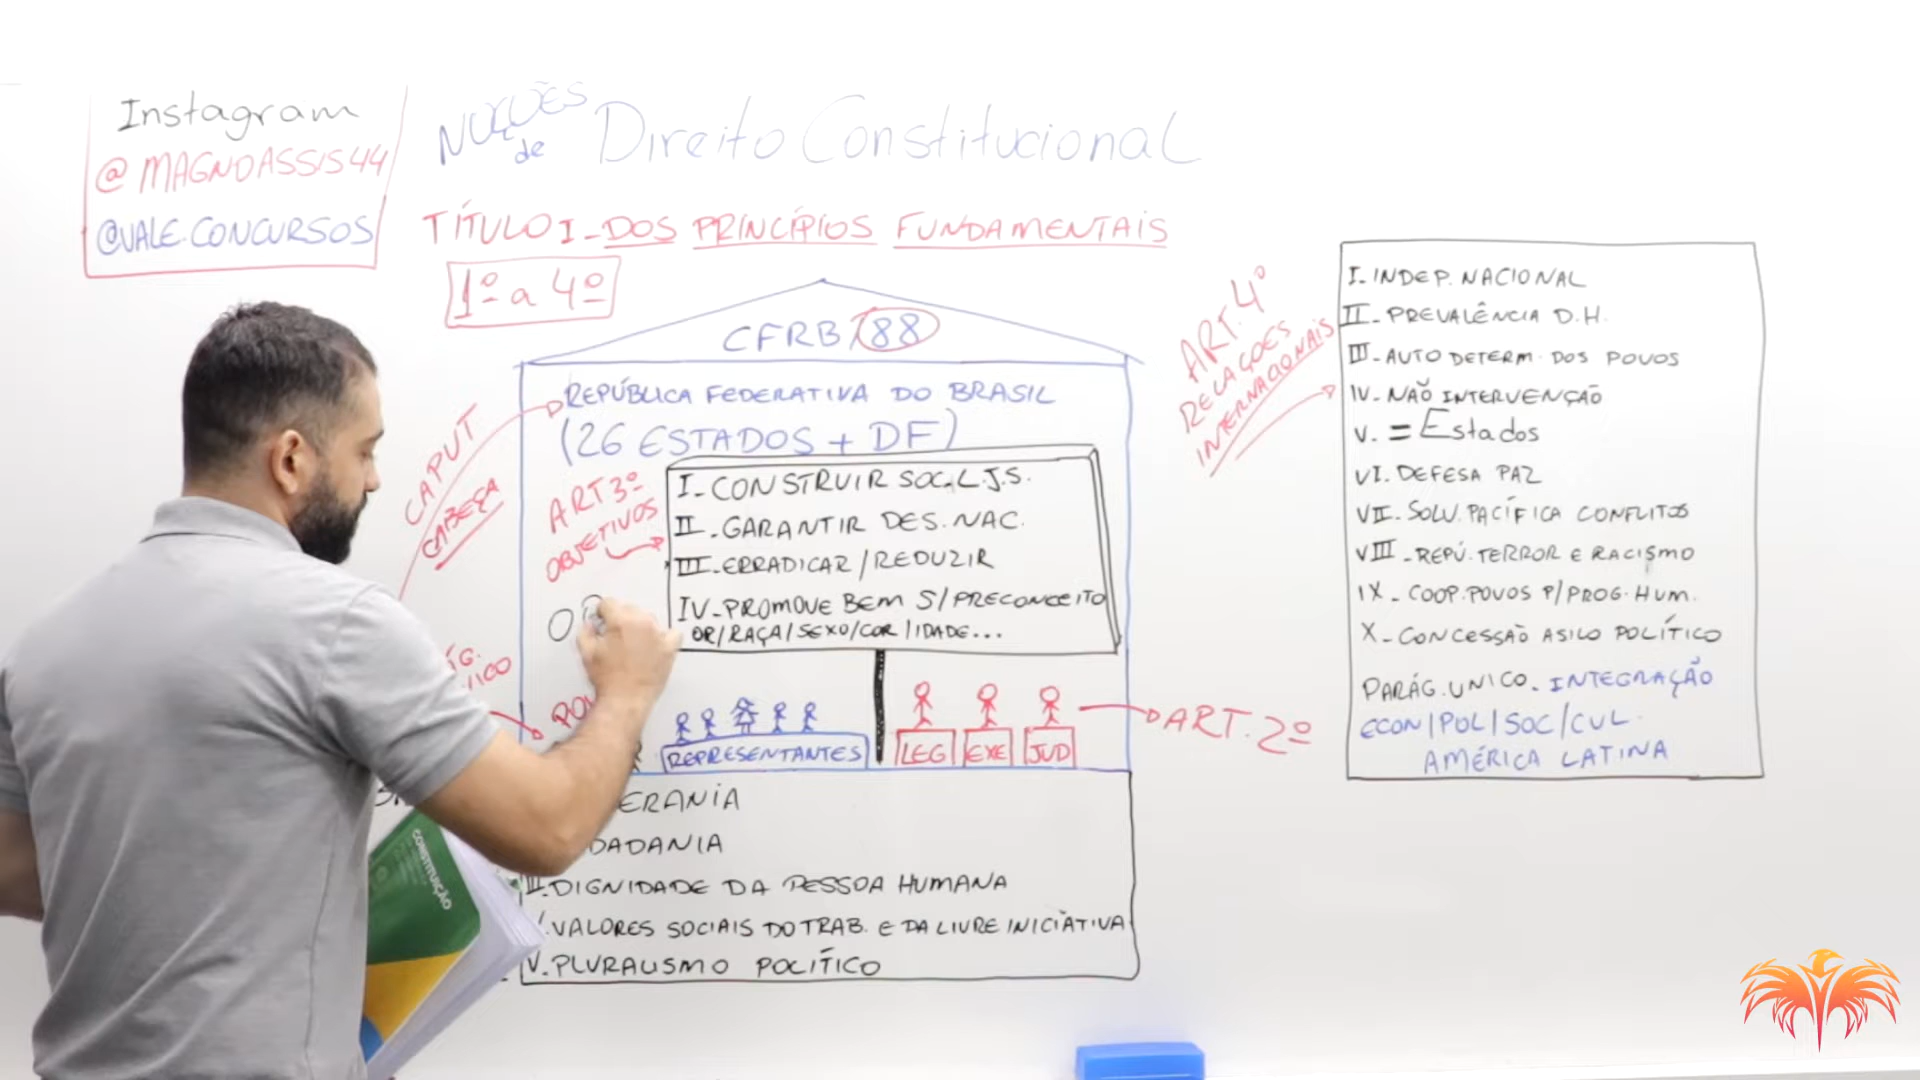 Instagram
@MAGNOASSIS44
@VALE.CONCURSOS
NOÇÕES
de
Direito Constitucional
TÍTULO I - DOS PRINCÍPIOS FUNDAMENTAIS
1º a 4º
CFRB/88
REPÚBLICA FEDERATIVA DO BRASIL
(26 ESTADOS + DF)
CAPUT
CABEÇA
ART 3º
OBJETIVOS
I - CONSTRUIR SOC. L.J.S.
II - GARANTIR DES. NAC.
III - ERRADICAR / REDUZIR
IV - PROMOVE BEM S/ PRECONCEITO
OR/RAÇA/SEXO/COR/IDADE...
REPRESENTANTES
LEG EXE JUD
ART. 2º
ERANIA
DADANIA
III. DIGNIDADE DA PESSOA HUMANA
VALORES SOCIAIS DO TRAB. E DA LIVRE INICIATIVA
V. PLURALISMO POLÍTICO
CONSTITUIÇÃO
ART. 4º
RELAÇÕES
INTERNACIONAIS
I - INDEP. NACIONAL
II - PREVALÊNCIA D.H.
III - AUTO DETERM. DOS POVOS
IV - NÃO INTERVENÇÃO
V. = Estados
VI. DEFESA PAZ
VII - SOLU. PACÍFICA CONFLITOS
VIII - REPÚ. TERROR E RACISMO
IX - COOP. POVOS P/ PROG. HUM.
X - CONCESSÃO ASILO POLÍTICO
PARÁG. UNICO. INTEGRAÇÃO
ECON/POL/SOC/CUL.
AMÉRICA LATINA